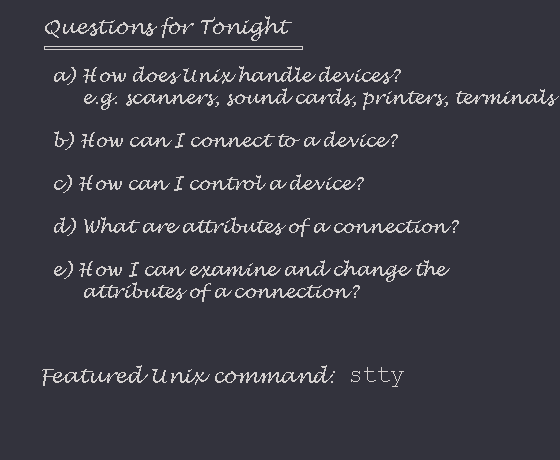 Questions for Tonight
a) How does Unix handle devices?
e.g. scanners, sound cards, printers, terminals
b) How can I connect to a device?
c) How can I control a device?
d) What are attributes of a connection?
e) How I can examine and change the
attributes of a connection?
Featured Unix command: stty